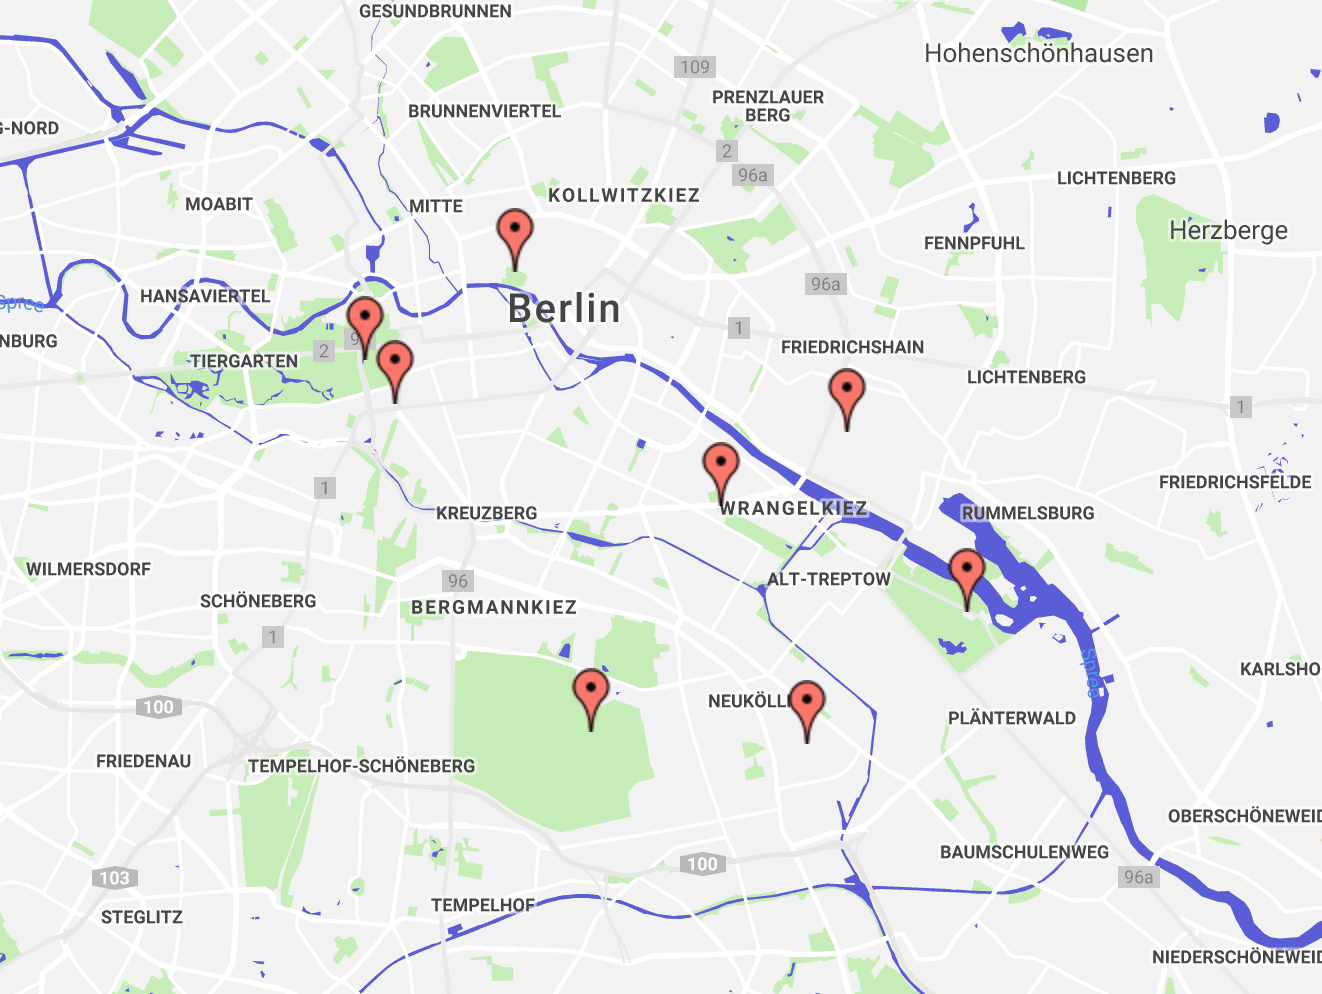 GESUNDBRUNNEN
Hohenschönhausen
109
PRENZLAUER
BERG
BRUNNENVIERTEL
G-NORD
2
96a
LICHTENBERG
KOLLWITZKIEZ
MOABIT
MITTE
Herzberge
FENNPFUHL
96a
HANSAVIERTEL
Spree
Berlin
1
NBURG
9
2
TIERGARTEN
FRIEDRICHSHAIN
LICHTENBERG
1
FRIEDRICHSFELDE
1
WRANGELKIEZ
KREUZBERG
RUMMELSBURG
WILMERSDORF
96
ALT-TREPTOW
SCHÖNEBERG
BERGMANNKIEZ
1
Spree
KARLSHO
100
NEUKÖLL
PLÄNTERWALD
FRIEDENAU
TEMPELHOF-SCHÖNEBERG
OBERSCHÖNEWEID
BAUMSCHULENWEG
100
103
96a
TEMPELHOF
STEGLITZ
NIEDERSCHÖNEWEID